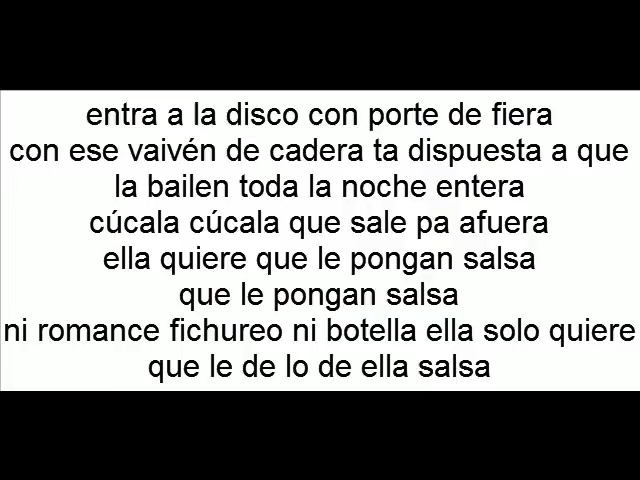 entra a la disco con porte de fiera
con ese vaivén de cadera ta dispuesta a que
la bailen toda la noche entera
cúcala cúcala que sale pa afuera
ella quiere que le pongan salsa
que le pongan salsa
ni romance fichureo ni botella ella solo quiere
que le de lo de ella salsa